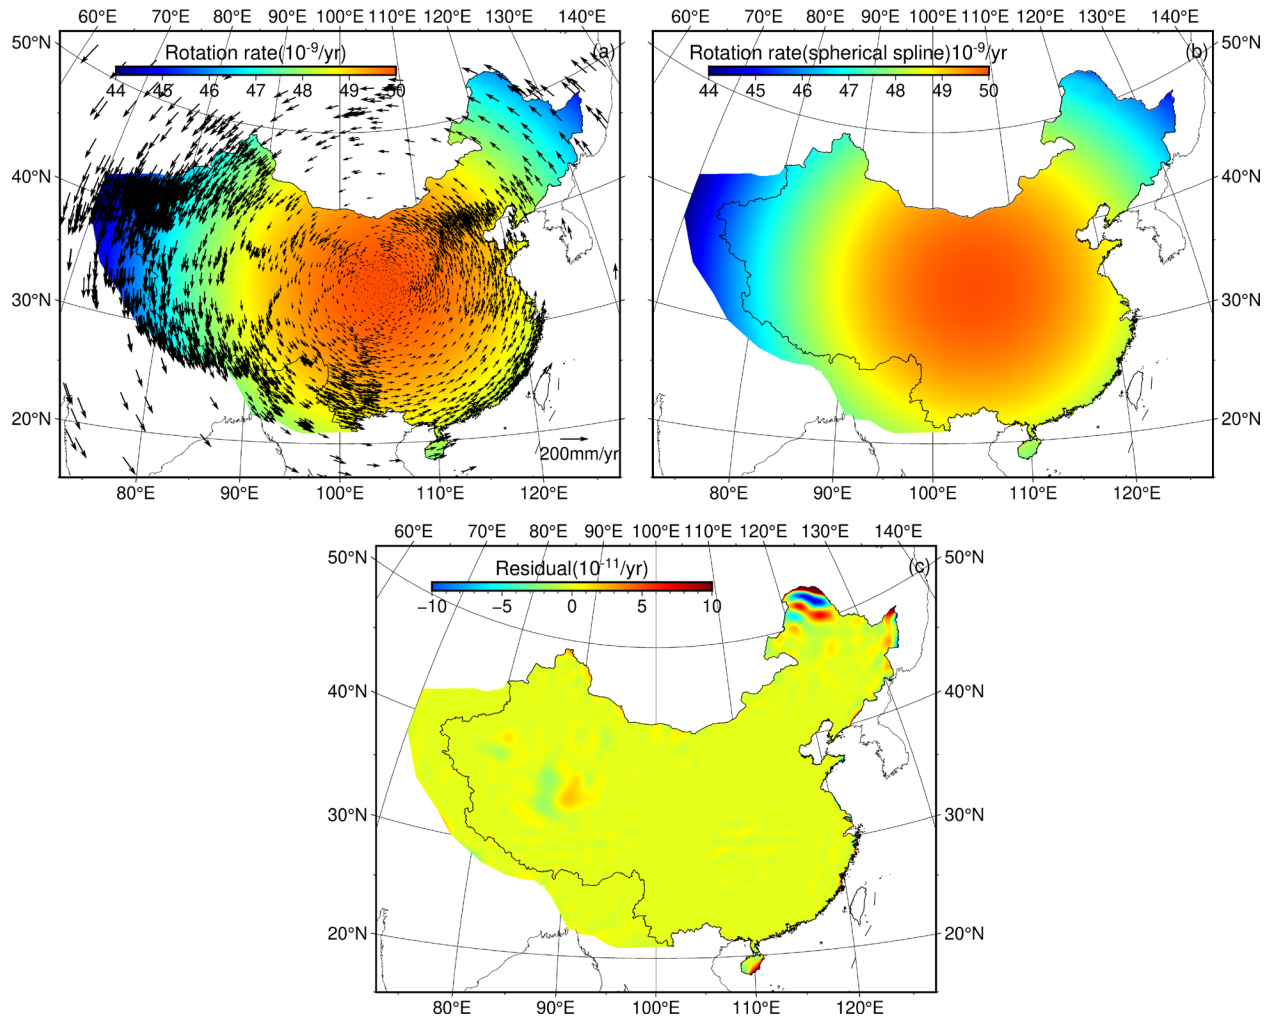 60°E 70°E 80°E 90°E 100°E 110°E 120°E 130°E 140°E
50°N
Rotation rate(10-9/yr)
(a)
44 45 46 47 48 49 50
40°N
30°N
20°N
200mm/yr
80°E 90°E 100°E 110°E 120°E
60°E 70°E 80°E 90°E 100°E 110°E 120°E 130°E 140°E
50°N
Rotation rate(spherical spline)10-9/yr
(b)
44 45 46 47 48 49 50
40°N
30°N
20°N
80°E 90°E 100°E 110°E 120°E
60°E 70°E 80°E 90°E 100°E 110°E 120°E 130°E 140°E
50°N 50°N
Residual(10-11/yr)
(c)
−10 −5 0 5 10
40°N 40°N
30°N 30°N
20°N 20°N
80°E 90°E 100°E 110°E 120°E